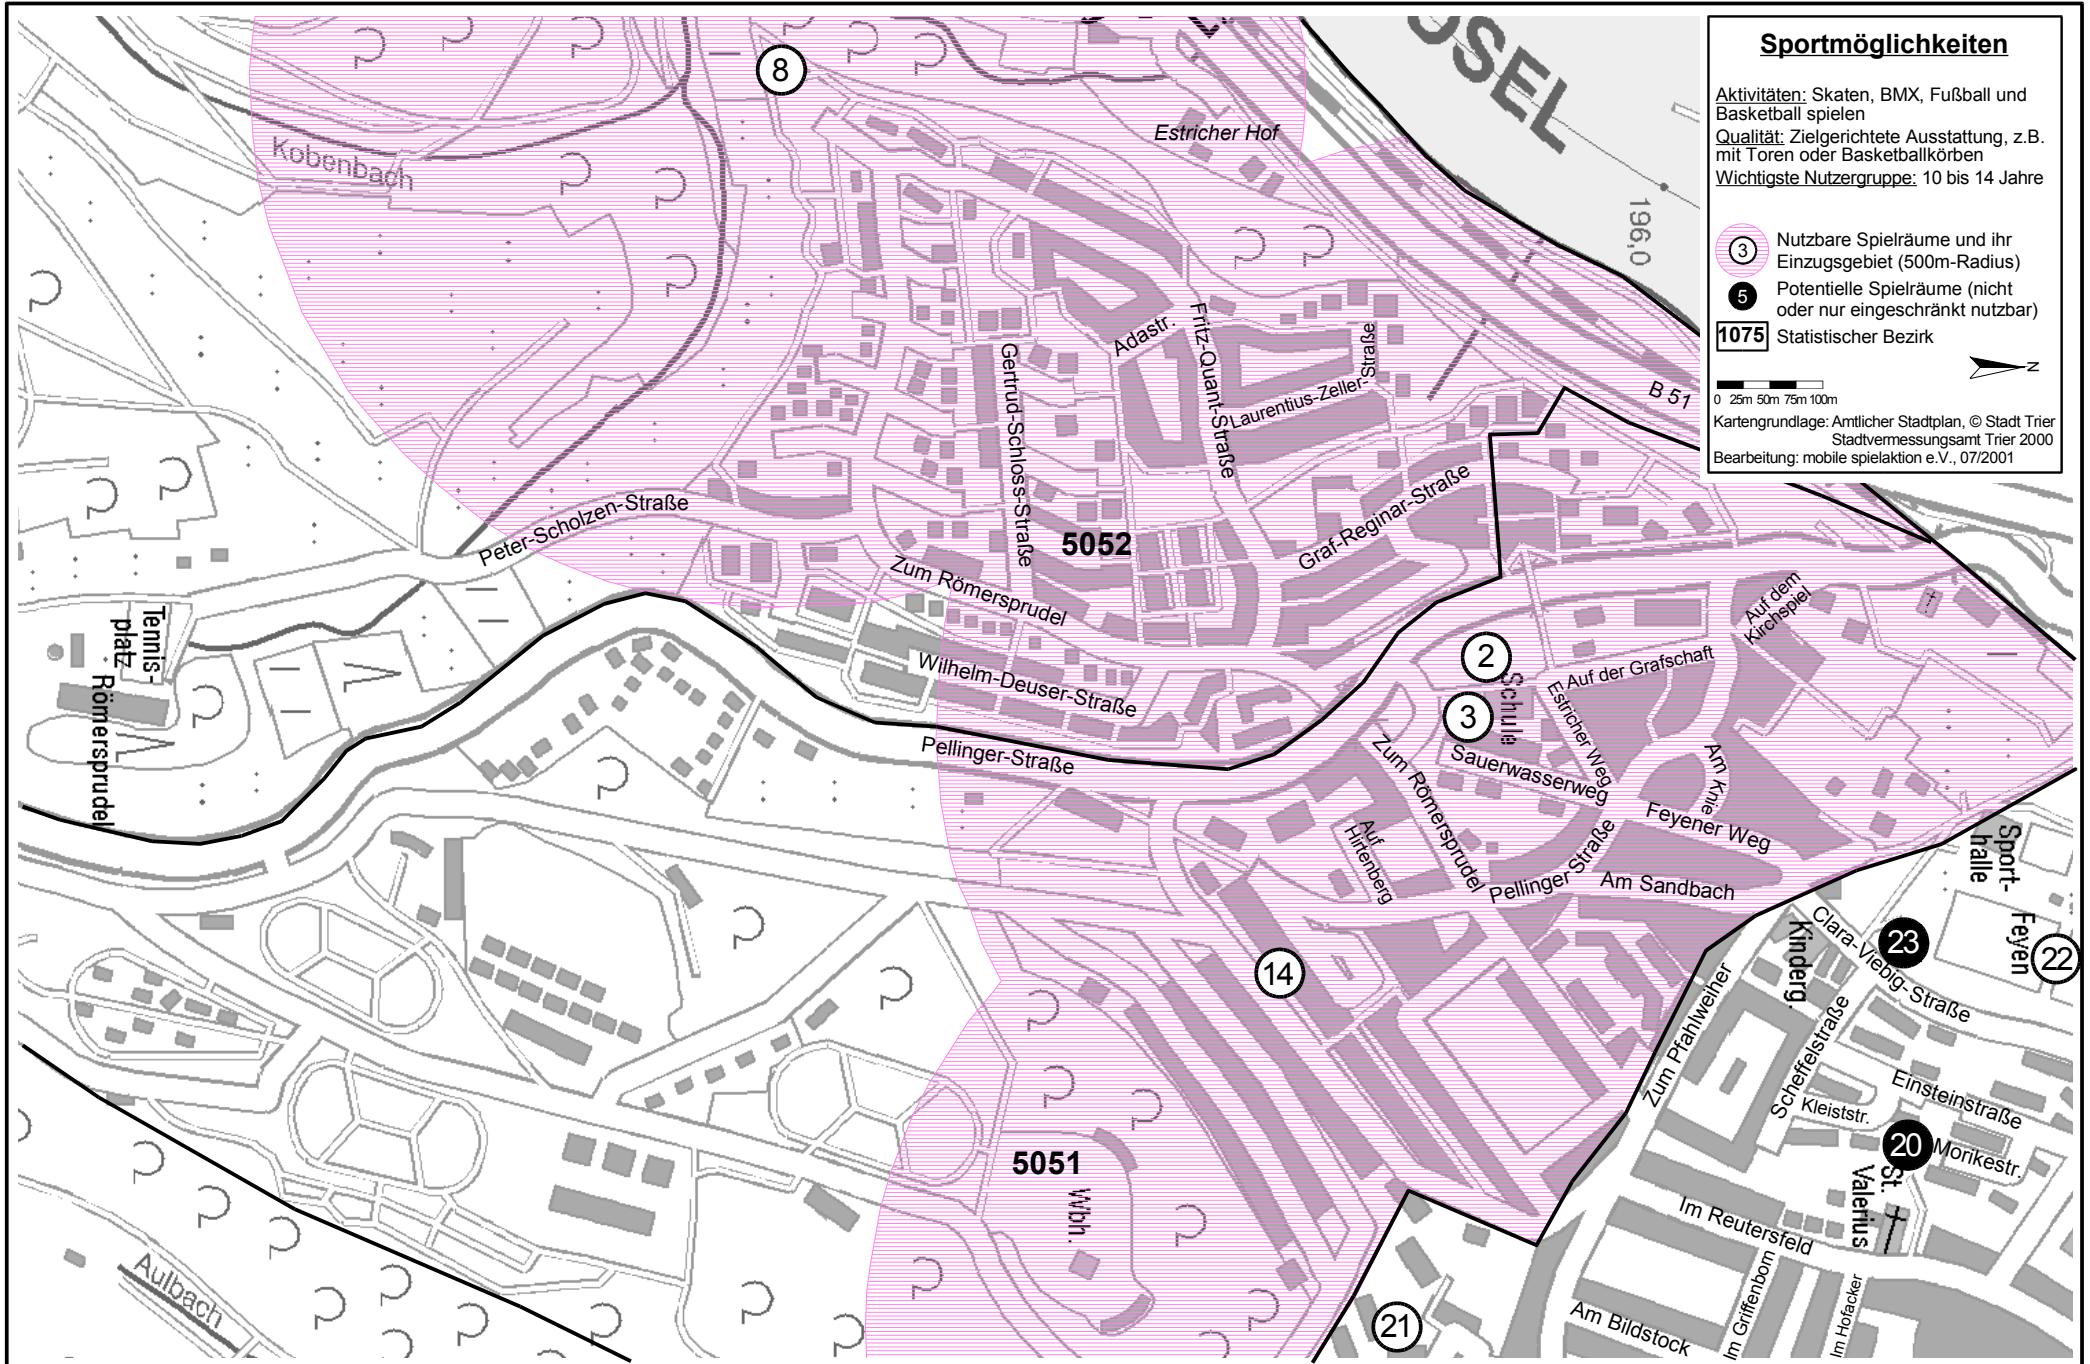 Sportmöglichkeiten
Aktivitäten: Skaten, BMX, Fußball und
Basketball spielen
Qualität: Zielgerichtete Ausstattung, z.B.
mit Toren oder Basketballkörben
Wichtigste Nutzergruppe: 10 bis 14 Jahre
3
Nutzbare Spielräume und ihr
Einzugsgebiet (500m-Radius)
5
Potentielle Spielräume (nicht
oder nur eingeschränkt nutzbar)
1075 Statistischer Bezirk
N
0 25m 50m 75m 100m
Kartengrundlage: Amtlicher Stadtplan, © Stadt Trier
Stadtvermessungsamt Trier 2000
Bearbeitung: mobile spielaktion e.V., 07/2001
OSEL
196,0
8
Estricher Hof
Kobenbach
B 51
Adastr.
Fritz-Quant-Straße
Laurentius-Zeller-Straße
Gertrud-Schloss-Straße
Graf-Reginar-Straße
Peter-Scholzen-Straße
5052
Zum Römersprudel
Wilhelm-Deuser-Straße
Pellinger-Straße
Tennis-
platz
Römersprudel
Auf dem
Kirchspiel
2
Auf der Grafschaft
Schule
3
Estricher Weg
Sauerwasserweg
Am Knie
Feyener Weg
Zum Römersprudel
Auf
Hirtenberg
Pellinger Straße
Am Sandbach
14
Sport-
halle
Feyen
22
23
Clara-Viebig-Straße
Kinderg.
Zum Pfahlweiher
Scheffelstraße
Einsteinstraße
Kleiststr.
20
Morikestr.
St.
Valerius
5051
Wbh.
Im Reutersfeld
Im Griffenborn
Im Hofacker
Am Bildstock
21
Aulbach